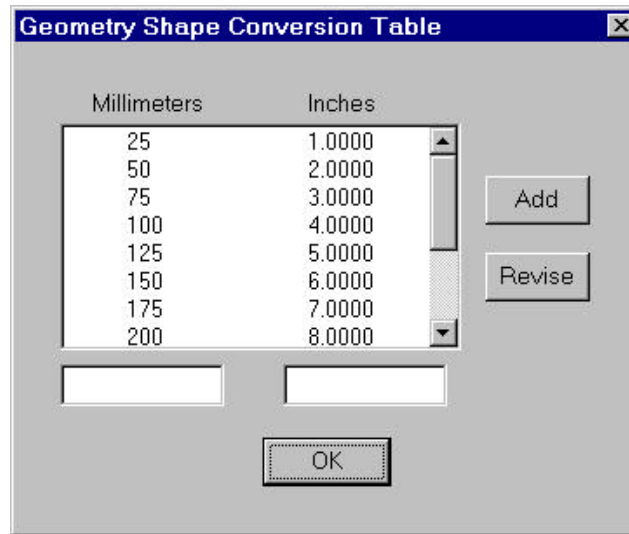 Geometry Shape Conversion Table
Millimeters Inches
25 1.0000
50 2.0000
75 3.0000
100 4.0000
125 5.0000
150 6.0000
175 7.0000
200 8.0000
Add
Revise
OK